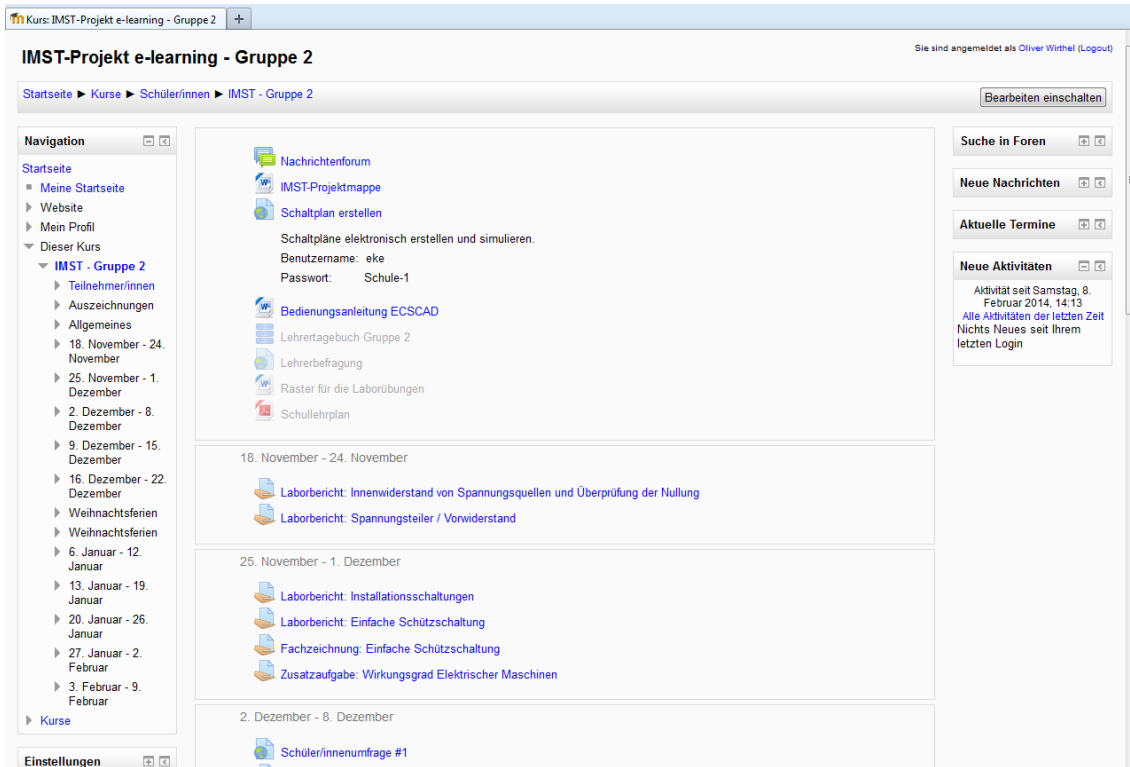 Kurs: IMST-Projekt e-learning - Gruppe 2
+
IMST-Projekt e-learning - Gruppe 2
Sie sind angemeldet als Oliver Wirthel (Logout)
Startseite ► Kurse ► Schüler/innen ► IMST - Gruppe 2
Bearbeiten einschalten
Navigation
Startseite
Meine Startseite
Website
Mein Profil
Dieser Kurs
IMST - Gruppe 2
Teilnehmer/innen
Auszeichnungen
Allgemeines
18. November - 24.
November
25. November - 1.
Dezember
2. Dezember - 8.
Dezember
9. Dezember - 15.
Dezember
16. Dezember - 22.
Dezember
Weihnachtsferien
Weihnachtsferien
6. Januar - 12.
Januar
13. Januar - 19.
Januar
20. Januar - 26.
Januar
27. Januar - 2.
Februar
3. Februar - 9.
Februar
Kurse
Einstellungen
Nachrichtenforum
IMST-Projektmappe
Schaltplan erstellen
Schaltpläne elektronisch erstellen und simulieren.
Benutzername: eke
Passwort: Schule-1
Bedienungsanleitung ECSCAD
Lehrertagebuch Gruppe 2
Lehrerbefragung
Raster für die Laborübungen
Schullehrplan
18. November - 24. November
Laborbericht: Innenwiderstand von Spannungsquellen und Überprüfung der Nullung
Laborbericht: Spannungsteiler / Vorwiderstand
25. November - 1. Dezember
Laborbericht: Installationsschaltungen
Laborbericht: Einfache Schützschaltung
Fachzeichnung: Einfache Schützschaltung
Zusatzaufgabe: Wirkungsgrad Elektrischer Maschinen
2. Dezember - 8. Dezember
Schüler/innenumfrage #1
Suche in Foren
Neue Nachrichten
Aktuelle Termine
Neue Aktivitäten
Aktivität seit Samstag, 8.
Februar 2014, 14:13
Alle Aktivitäten der letzten Zeit
Nichts Neues seit Ihrem
letzten Login